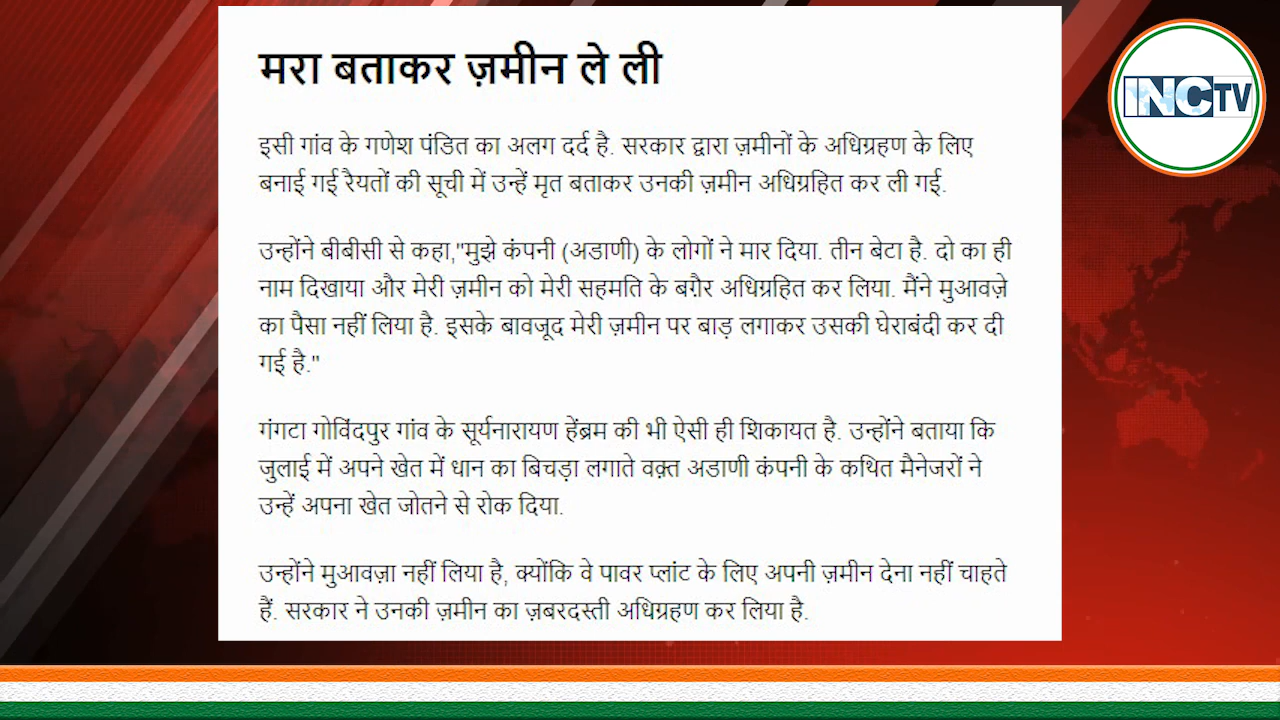 मरा बताकर ज़मीन ले ली
INCTV
इसी गांव के गणेश पंडित का अलग दर्द है. सरकार द्वारा ज़मीनों के अधिग्रहण के लिए
बनाई गई रैयतों की सूची में उन्हें मृत बताकर उनकी ज़मीन अधिग्रहित कर ली गई.
उन्होंने बीबीसी से कहा,"मुझे कंपनी (अडाणी) के लोगों ने मार दिया. तीन बेटा है. दो का ही
नाम दिखाया और मेरी ज़मीन को मेरी सहमति के बग़ैर अधिग्रहित कर लिया. मैंने मुआवज़े
का पैसा नहीं लिया है. इसके बावजूद मेरी ज़मीन पर बाड़ लगाकर उसकी घेराबंदी कर दी
गई है."
गंगटा गोविंदपुर गांव के सूर्यनारायण हेंब्रम की भी ऐसी ही शिकायत है. उन्होंने बताया कि
जुलाई में अपने खेत में धान का बिचड़ा लगाते वक़्त अडाणी कंपनी के कथित मैनेजरों ने
उन्हें अपना खेत जोतने से रोक दिया.
उन्होंने मुआवज़ा नहीं लिया है, क्योंकि वे पावर प्लांट के लिए अपनी ज़मीन देना नहीं चाहते
हैं. सरकार ने उनकी ज़मीन का ज़बरदस्ती अधिग्रहण कर लिया है.